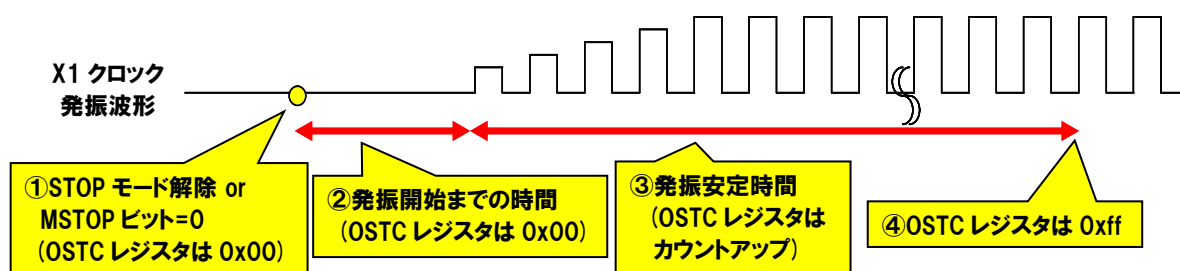 X1 クロック
発振波形
①STOP モード解除 or
MSTOP ビット=0
(OSTC レジスタは 0x00)
②発振開始までの時間
(OSTC レジスタは 0x00)
③発振安定時間
(OSTC レジスタは
カウントアップ)
④OSTC レジスタは 0xff